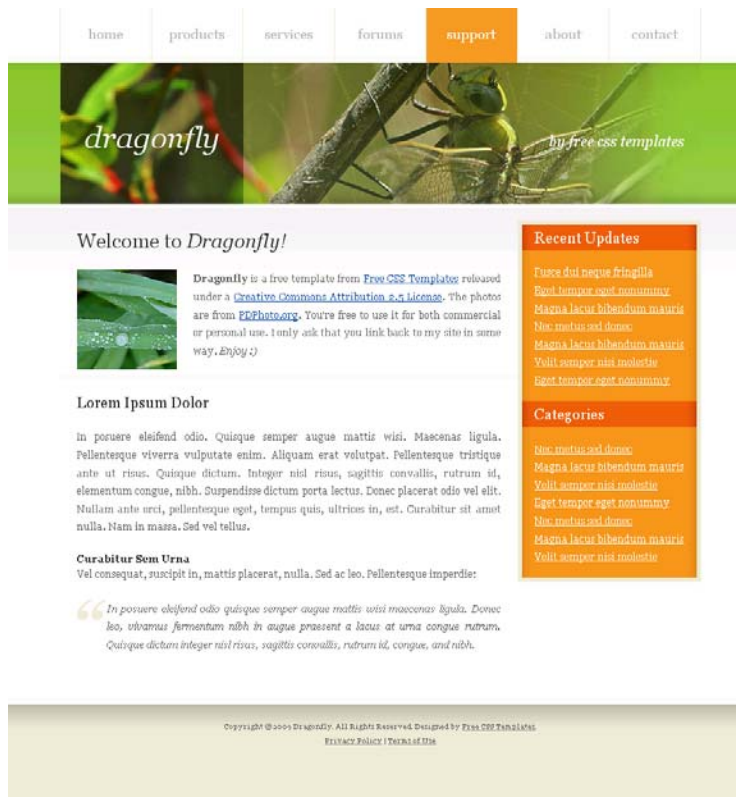 home products services forums support about contact
dragonfly
by free css templates
Welcome to Dragonfly!
Dragonfly is a free template from Free CSS Templates released
under a Creative Commons Attribution 2.5 License. The photos
are from PDPhoto.org. You're free to use it for both commercial
or personal use. I only ask that you link back to my site in some
way. Enjoy :)
Lorem Ipsum Dolor
In posuere eleifend odio. Quisque semper augue mattis wisi. Maecenas ligula.
Pellentesque viverra vulputate enim. Aliquam erat volutpat. Pellentesque tristique
ante ut risus. Quisque dictum. Integer nisl risus, sagittis convallis, rutrum id,
elementum congue, nibh. Suspendisse dictum porta lectus. Donec placerat odio vel elit.
Nullam ante orci, pellentesque eget, tempus quis, ultrices in, est. Curabitur sit amet
nulla. Nam in massa. Sed vel tellus.
Curabitur Sem Urna
Vel consequat, suscipit in, mattis placerat, nulla. Sed ac leo. Pellentesque imperdie:
“ In posuere eleifend odio quisque semper augue mattis wisi maecenas ligula. Donec
leo, vivamus fermentum nibh in augue praesent a lacus at urna congue rutrum.
Quisque dictum integer nisl risus, sagittis convallis, rutrum id, congue, and nibh.
Recent Updates
Fusce dui neque fringilla
Eget tempor eget nonummy
Magna lacus bibendum mauris
Nec metus sed donec
Magna lacus bibendum mauris
Velit semper nisi molestie
Eget tempor eget nonummy
Categories
Nec metus sed donec
Magna lacus bibendum mauris
Velit semper nisi molestie
Eget tempor eget nonummy
Nec metus sed donec
Magna lacus bibendum mauris
Velit semper nisi molestie
Copyright © 2005 Dragonfly. All Rights Reserved. Designed by Free CSS Templates.
Privacy Policy | Terms of Use